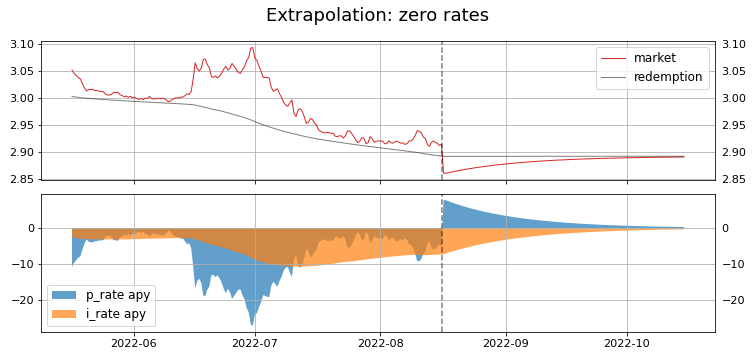 Extrapolation: zero rates
3.10 3.10
3.05 3.05
3.00 3.00
2.95 2.95
2.90 2.90
2.85 2.85
market
redemption
0 0
−10 −10
−20 −20
p_rate apy
i_rate apy
2022-06 2022-07 2022-08 2022-09 2022-10